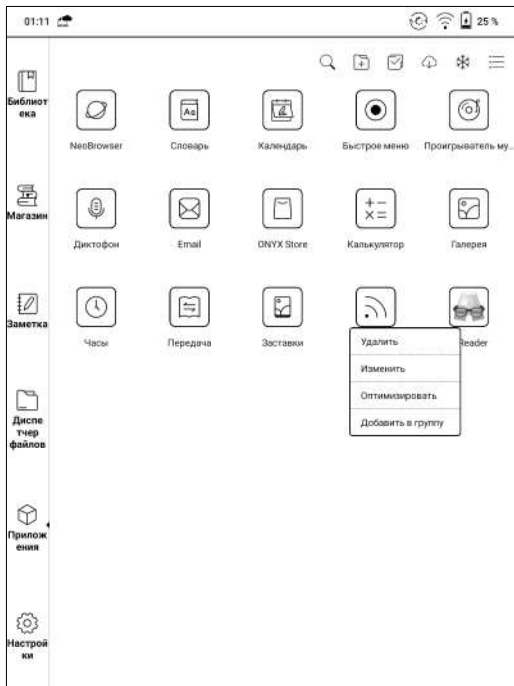 01:11
25 %
Библиот
ека
Магазин
Заметка
Диспе
тчер
файлов
Прилож
ения
Настрой
ки
NeoBrowser
Словарь
Календарь
Быстрое меню
Проигрыватель му...
Диктофон
Email
ONYX Store
Калькулятор
Галерея
Часы
Передача
Заставки
Reader
Удалить
Изменить
Оптимизировать
Добавить в группу